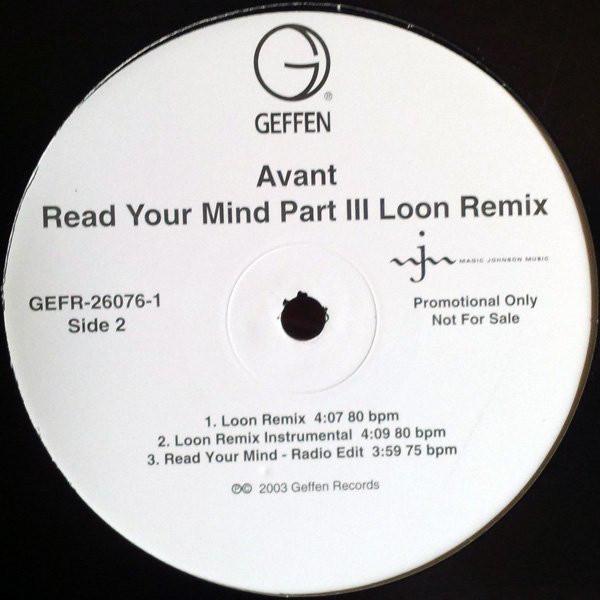 G
®
GEFFEN
Avant
Read Your Mind Part III Loon Remix
mjm MAGIC JOHNSON MUSIC
GEFR-26076-1
Side 2
Promotional Only
Not For Sale
1. Loon Remix 4:07 80 bpm
2. Loon Remix Instrumental 4:09 80 bpm
3. Read Your Mind - Radio Edit 3:59 75 bpm
℗© 2003 Geffen Records